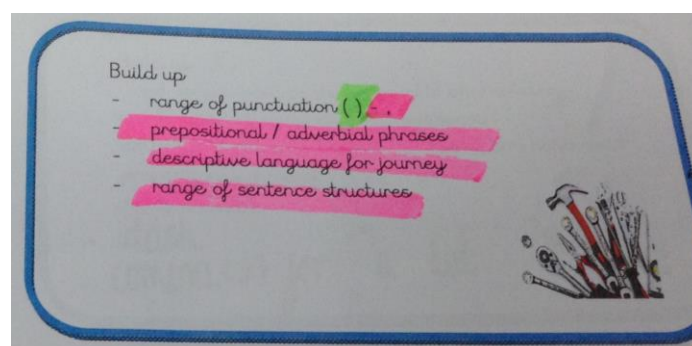 Build up
- range of punctuation ( ) - .
- prepositional / adverbial phrases
- descriptive language for journey
- range of sentence structures